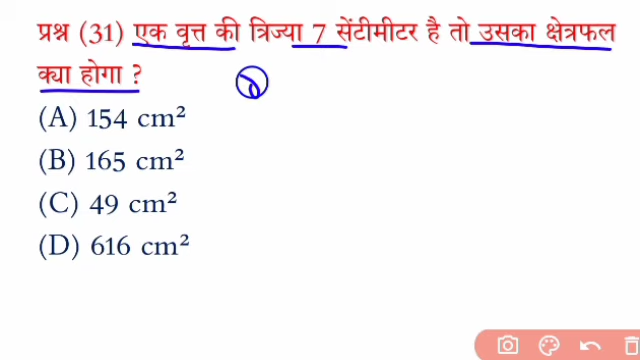 प्रश्न (31) एक वृत्त की त्रिज्या 7 सेंटीमीटर है तो उसका क्षेत्रफल
क्या होगा ?
(A) 154 cm²
(B) 165 cm²
(C) 49 cm²
(D) 616 cm²